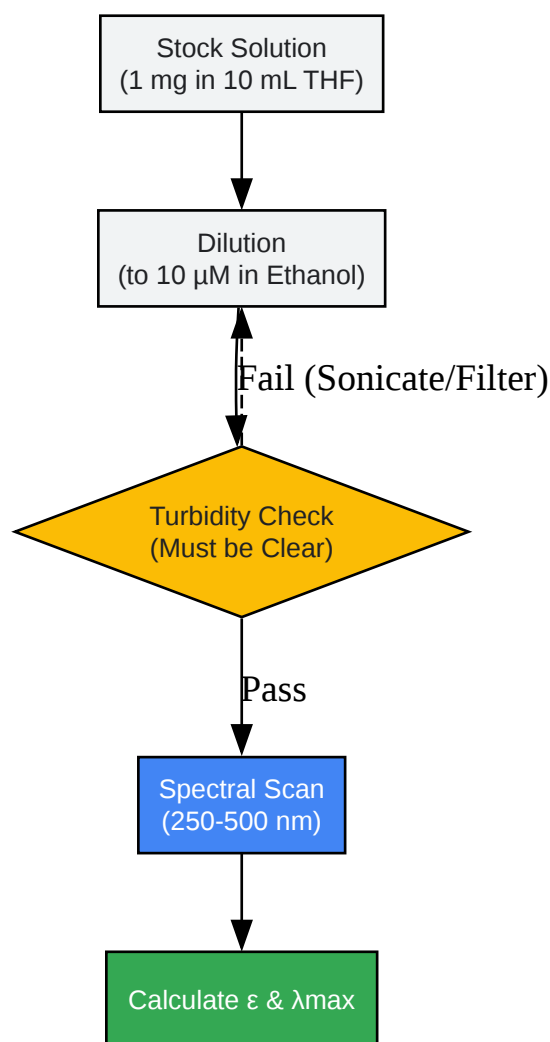 Stock Solution
(1 mg in 10 mL THF)
Dilution
(to 10 µM in Ethanol)
Fail (Sonicate/Filter)
Turbidity Check
(Must be Clear)
Pass
Spectral Scan
(250-500 nm)
Calculate ε & λmax